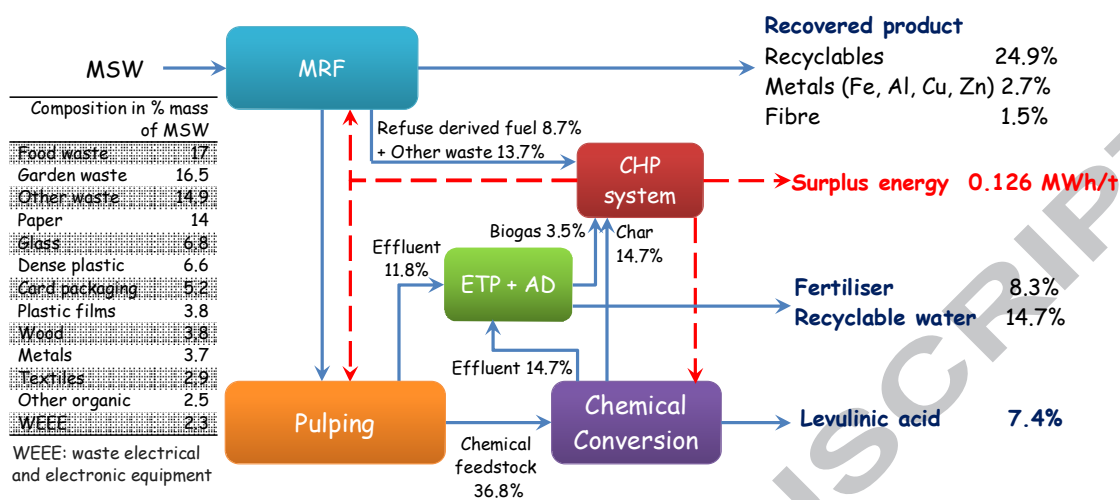 MSW
MRF
Recovered product
Recyclables 24.9%
Metals (Fe, Al, Cu, Zn) 2.7%
Fibre 1.5%
Composition in % mass
of MSW
Food waste 17
Garden waste 16.5
Other waste 14.9
Paper 14
Glass 6.8
Dense plastic 6.6
Card packaging 5.2
Plastic films 3.8
Wood 3.8
Metals 3.7
Textiles 2.9
Other organic 2.5
WEEE 2.3
WEEE: waste electrical
and electronic equipment
Refuse derived fuel 8.7%
+ Other waste 13.7%
CHP
system
Surplus energy 0.126 MWh/t
Effluent
11.8%
Biogas 3.5%
Char
14.7%
ETP + AD
Fertiliser 8.3%
Recyclable water 14.7%
Effluent 14.7%
Pulping
Chemical
feedstock
36.8%
Chemical
Conversion
Levulinic acid 7.4%